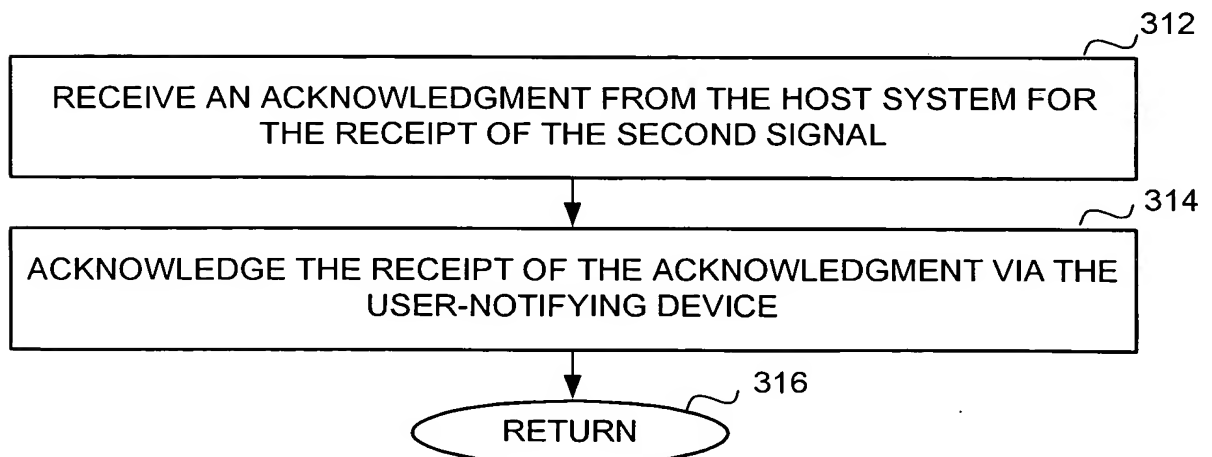 312
RECEIVE AN ACKNOWLEDGMENT FROM THE HOST SYSTEM FOR
THE RECEIPT OF THE SECOND SIGNAL
314
ACKNOWLEDGE THE RECEIPT OF THE ACKNOWLEDGMENT VIA THE
USER-NOTIFYING DEVICE
316
RETURN